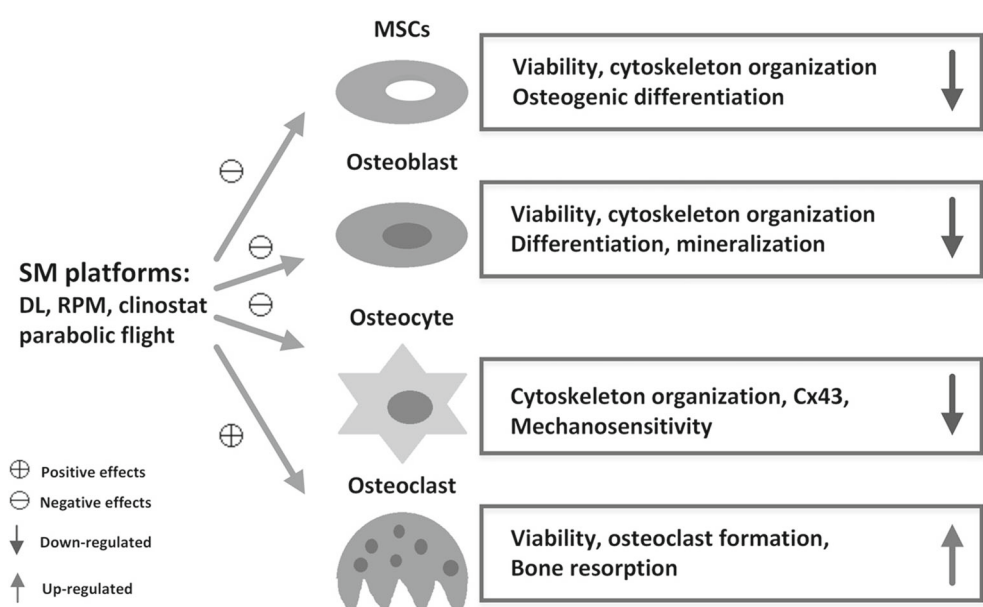 MSCs
Viability, cytoskeleton organization
Osteogenic differentiation
Osteoblast
Viability, cytoskeleton organization
Differentiation, mineralization
SM platforms:
DL, RPM, clinostat
parabolic flight
Osteocyte
Cytoskeleton organization, Cx43,
Mechanosensitivity
Osteoclast
Viability, osteoclast formation,
Bone resorption
Positive effects
Negative effects
Down-regulated
Up-regulated